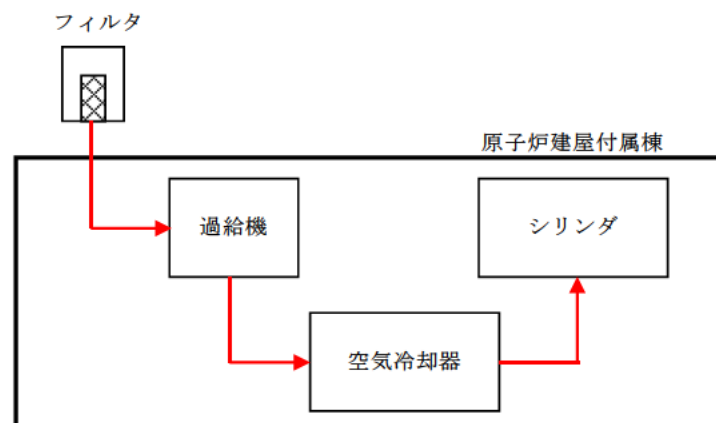 フィルタ
原子炉建屋付属棟
過給機
シリンダ
空気冷却器